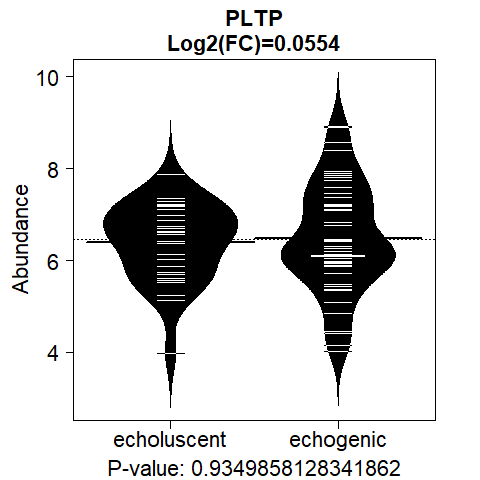 PLTP
Log2(FC)=0.0554
Abundance
10
8
6
4
echoluscent echogenic
P-value: 0.9349858128341862